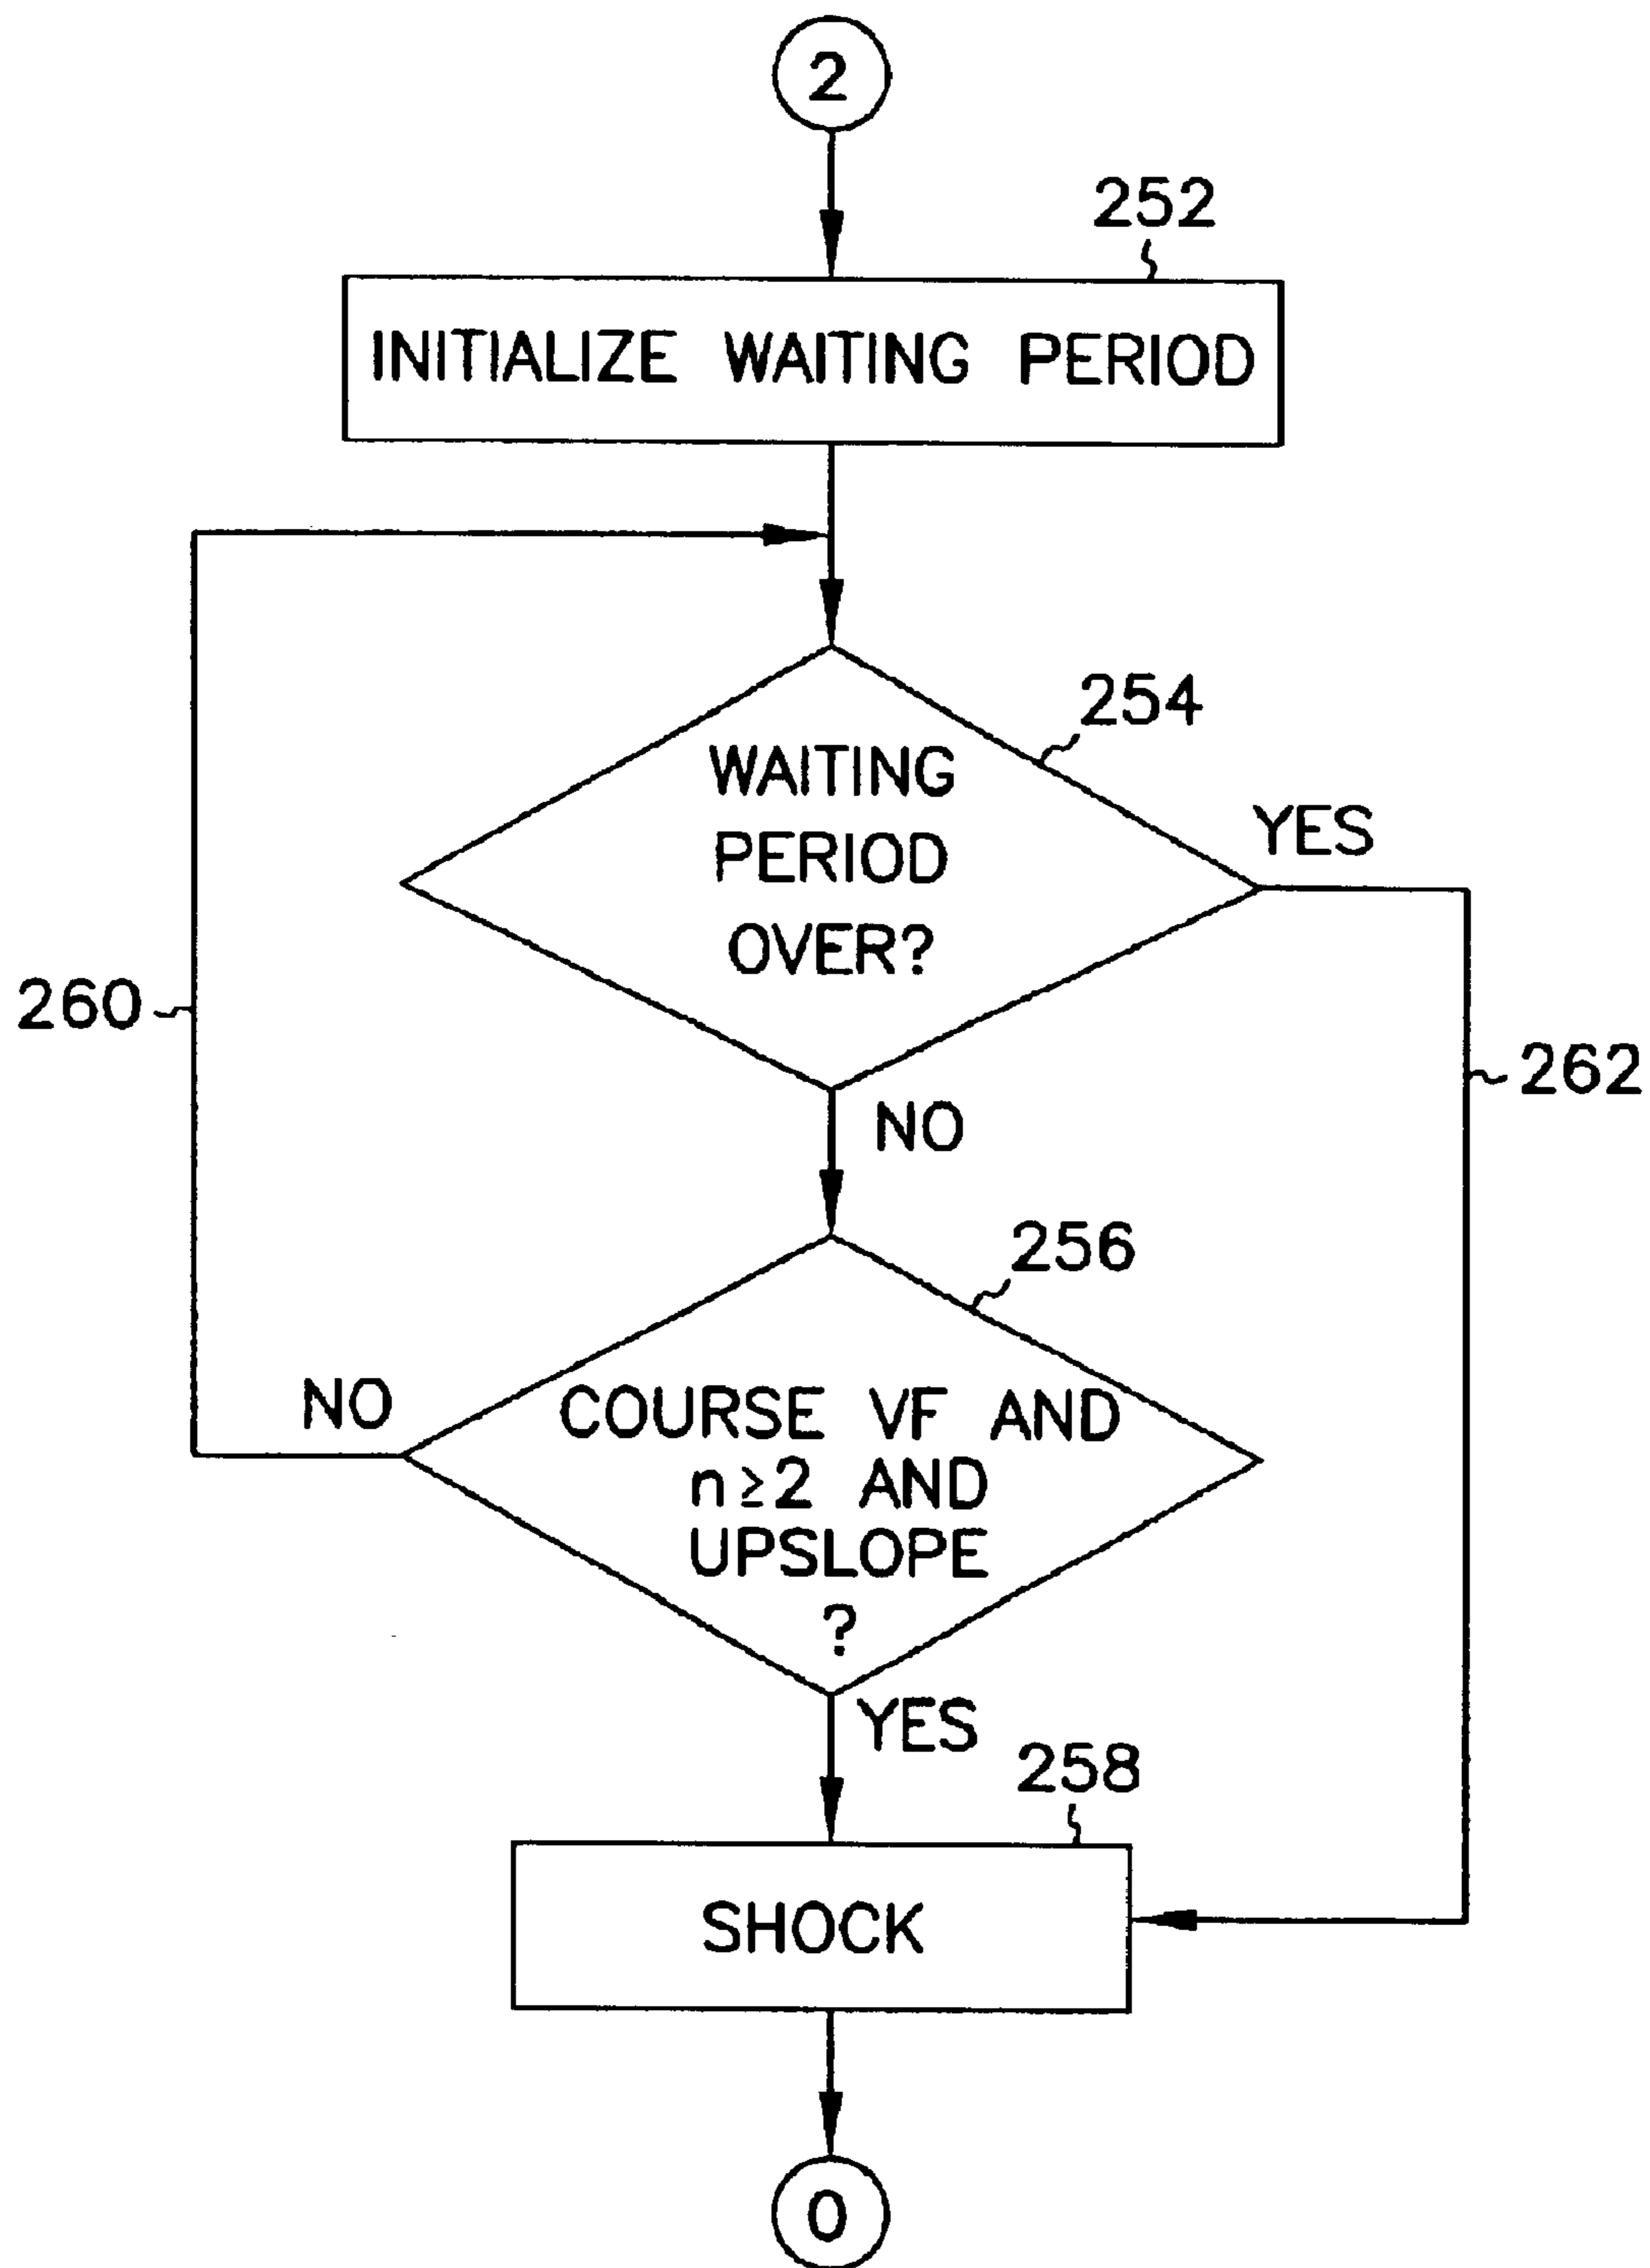 2
252
INITIALIZE WAITING PERIOD
254
WAITING
PERIOD
OVER?
YES
260
262
NO
256
NO
COURSE VF AND
n ≥ 2 AND
UPSLOPE
?
YES
258
SHOCK
0